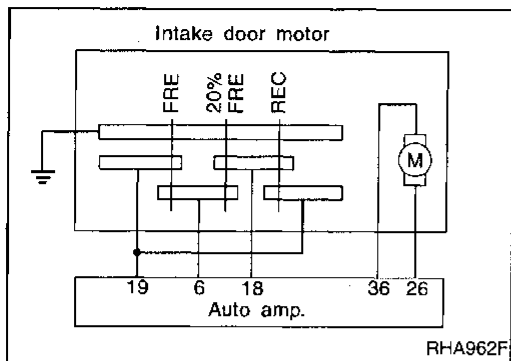 Intake door motor
FRE
20% FRE
REC
M
19 6 18 36 26
Auto amp.
RHA962F